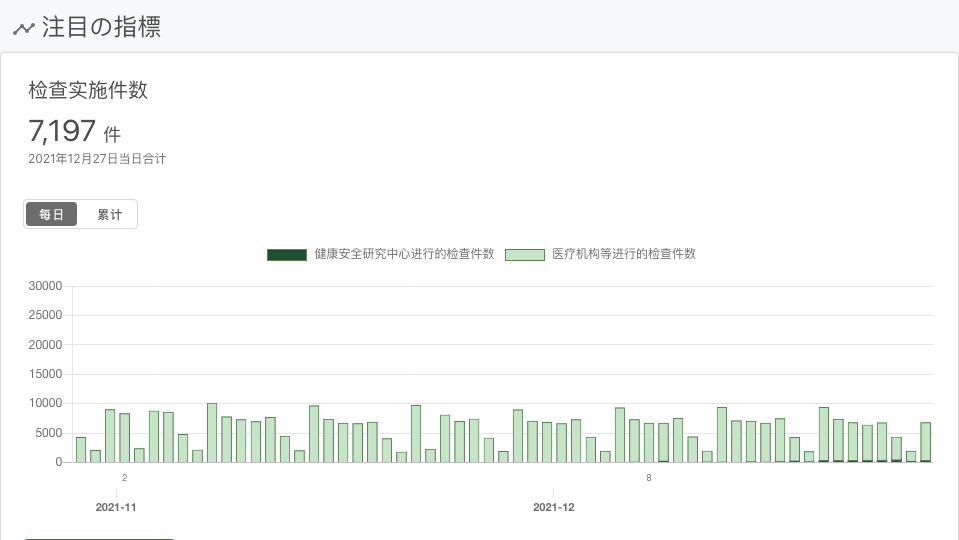 注目の指標
检查实施件数
7,197 件
2021年12月27日当日合计
每日 累计
健康安全研究中心进行的检查件数 医疗机构等进行的检查件数
30000
25000
20000
15000
10000
5000
0
2 8
2021-11 2021-12